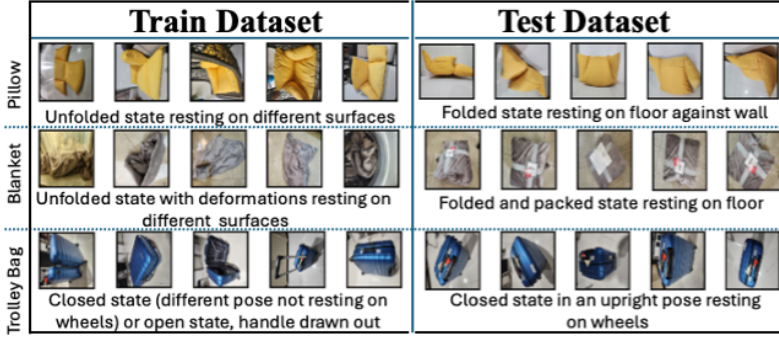 Train Dataset
Test Dataset
Pillow
Unfolded state resting on different surfaces
Folded state resting on floor against wall
Blanket
Unfolded state with deformations resting on
different surfaces
Folded and packed state resting on floor
Trolley Bag
Closed state (different pose not resting on
wheels) or open state, handle drawn out
Closed state in an upright pose resting
on wheels